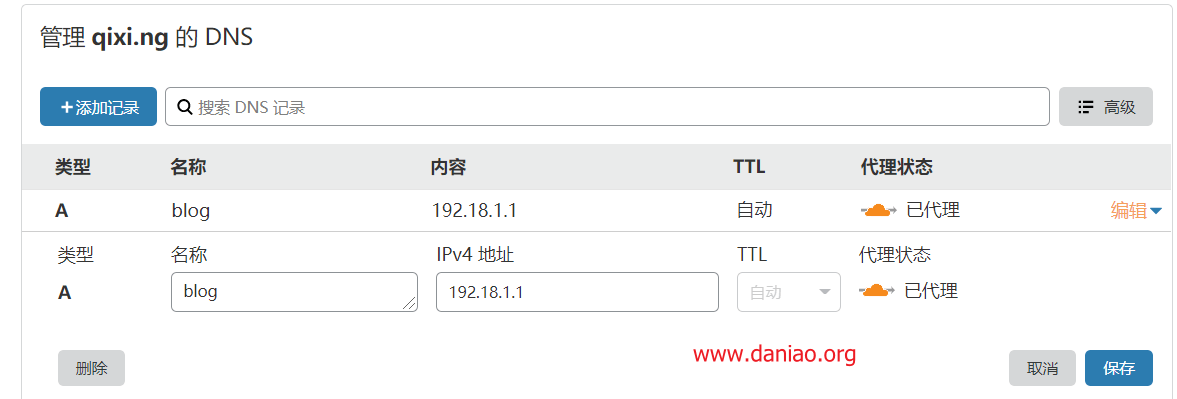 管理 qixi.ng 的 DNS
+添加记录 搜索 DNS 记录 高级
类型 名称 内容 TTL 代理状态
A blog 192.18.1.1 自动 已代理 编辑
类型 名称 IPv4 地址 TTL 代理状态
A blog 192.18.1.1 自动 已代理
www.daniao.org
删除 取消 保存